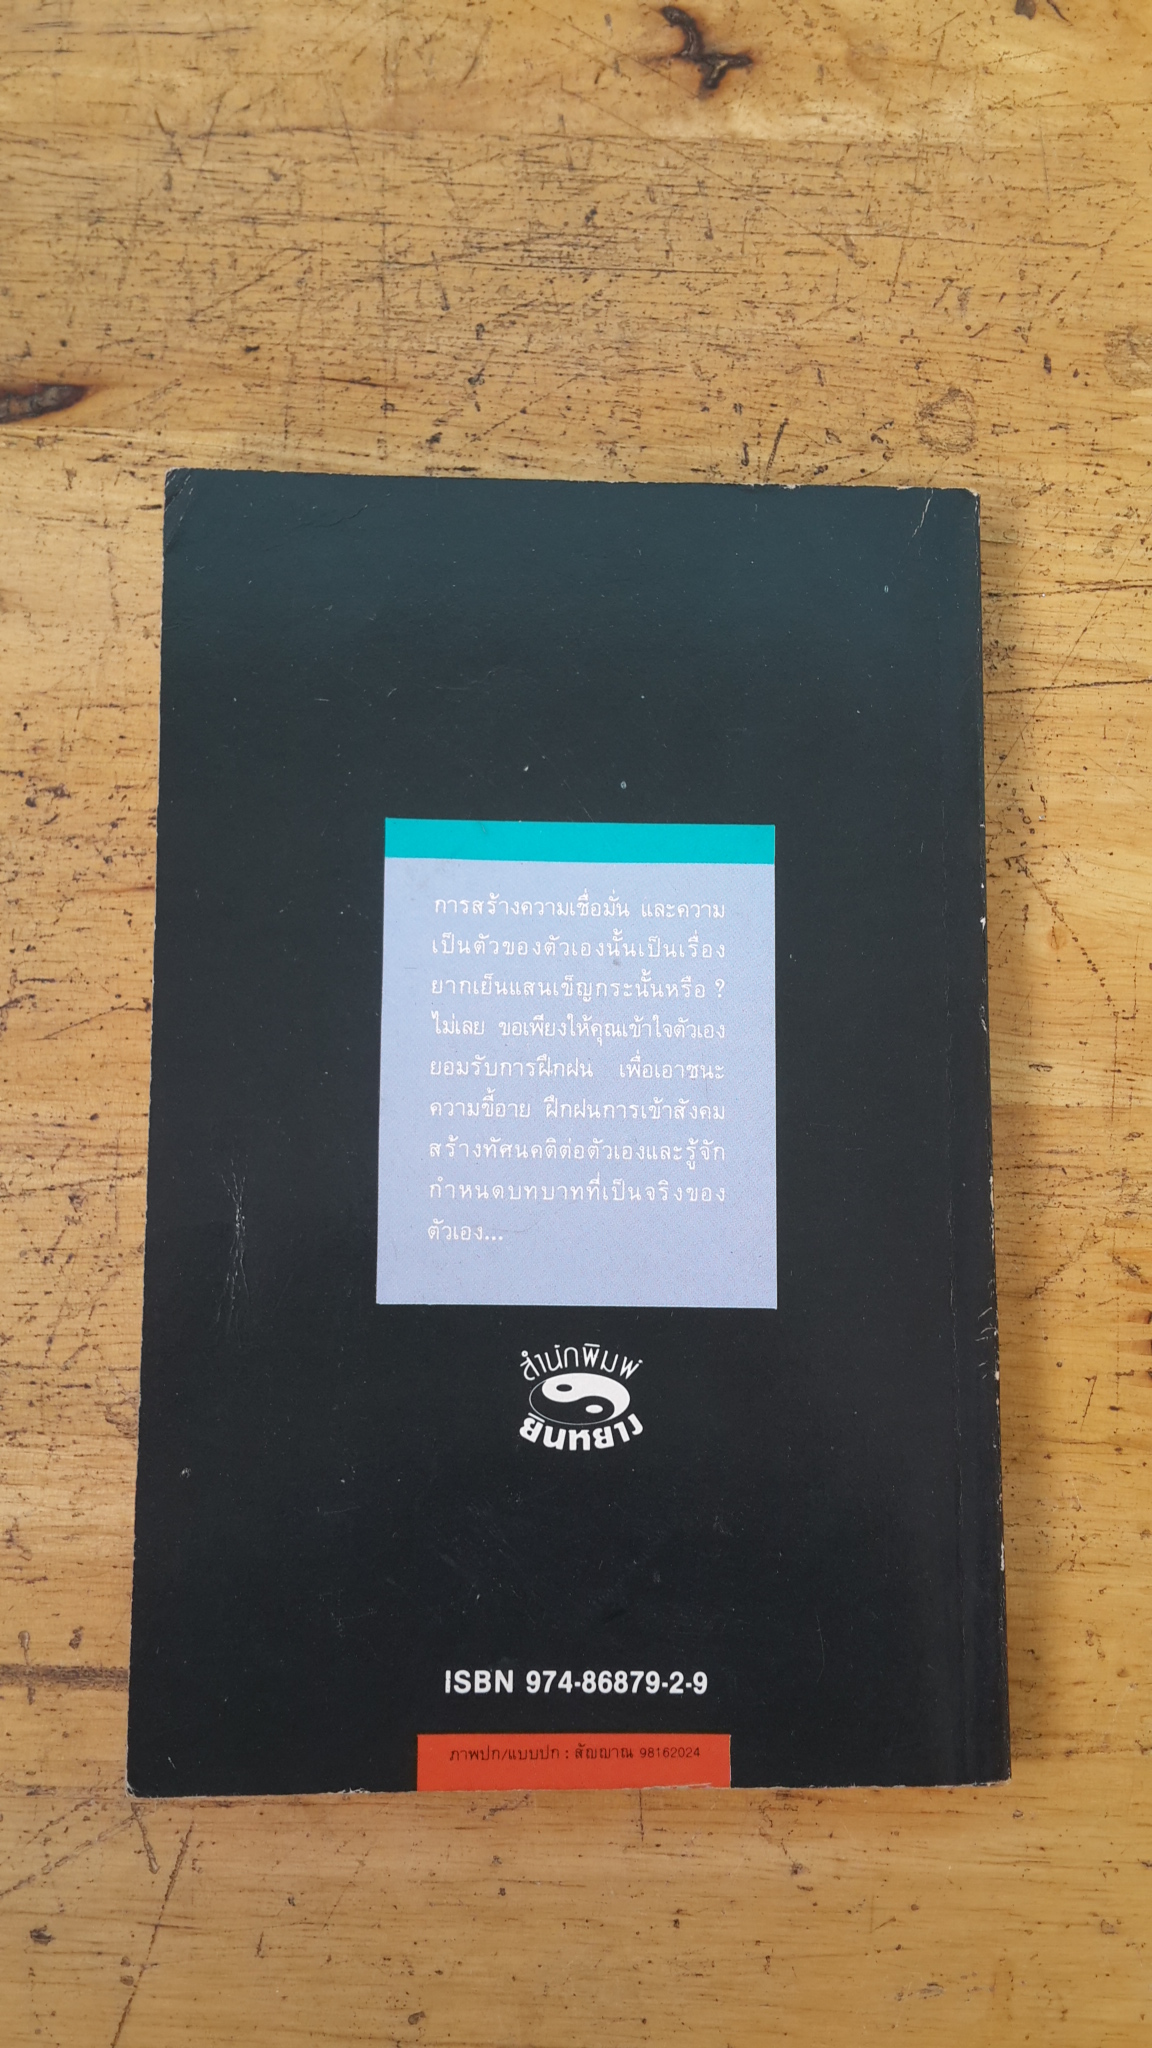 การสร้างความเชื่อมั่น และความ
เป็นตัวของตัวเองนั้นเป็นเรื่อง
ยากเย็นแสนเข็ญกระนั้นหรือ ?
ไม่เลย ขอเพียงให้คุณเข้าใจตัวเอง
ยอมรับการฝึกฝน เพื่อเอาชนะ
ความขี้อาย ฝึกฝนการเข้าสังคม
สร้างทัศนคติต่อตัวเองและรู้จัก
กำหนดบทบาทที่เป็นจริงของ
ตัวเอง...
สำนักพิมพ์
ยินหยาง
ISBN 974-86879-2-9
ภาพปก/แบบปก : สัญญาณ 98162024